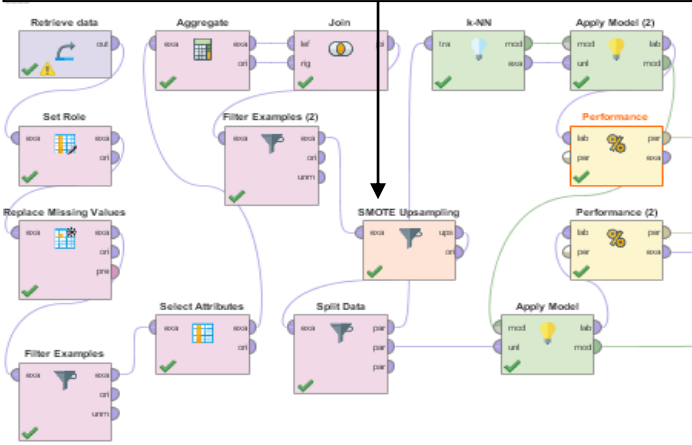 Retrieve data
out
Aggregate
exa
exa
ori
Join
lef
rig
joi
k-NN
tra
mod
exa
Apply Model (2)
mod
unl
lab
mod
Set Role
exa
exa
ori
Filter Examples (2)
exa
exa
ori
unm
Performance
lab
per
per
exa
Replace Missing Values
exa
exa
ori
pre
SMOTE Upsampling
exa
ups
ori
Performance (2)
lab
per
per
exa
Select Attributes
exa
exa
ori
Split Data
exa
par
par
par
Apply Model
mod
unl
lab
mod
Filter Examples
exa
exa
ori
unm